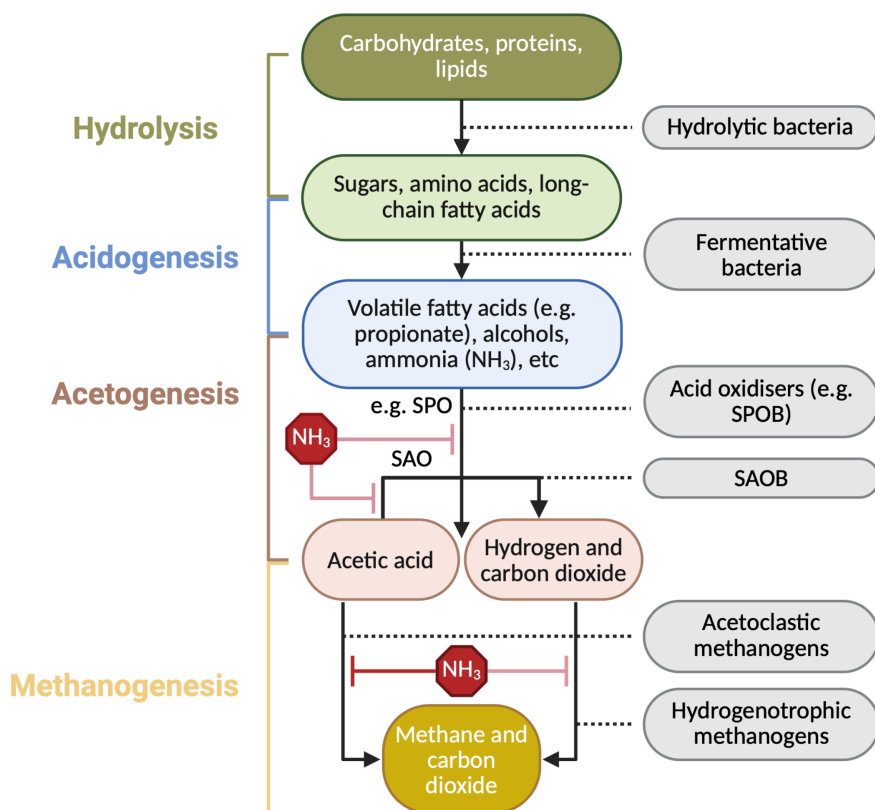 Carbohydrates, proteins,
lipids
Hydrolysis
Hydrolytic bacteria
Sugars, amino acids, long-
chain fatty acids
Acidogenesis
Fermentative
bacteria
Volatile fatty acids (e.g.
propionate), alcohols,
ammonia (NH₃), etc
Acetogenesis
e.g. SPO
Acid oxidisers (e.g.
SPOB)
NH₃
SAO
SAOB
Acetic acid
Hydrogen and
carbon dioxide
Acetoclastic
methanogens
Methanogenesis
NH₃
Hydrogenotrophic
methanogens
Methane and
carbon
dioxide